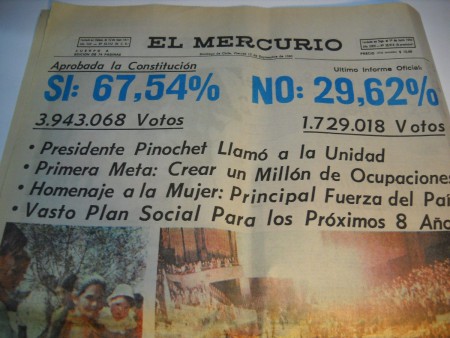 CUERPO A
EL MERCURIO
Aprobada la Constitución
Ultimo Informe Oficial
SI: 67,54%
NO: 29,62%
3.943.068 Votos
1.729.018 Votos
• Presidente Pinochet Llamó a la Unidad
• Primera Meta: Crear un Millón de Ocupaciones
• Homenaje a la Mujer: Principal Fuerza del País
• Vasto Plan Social Para los Próximos 8 Año